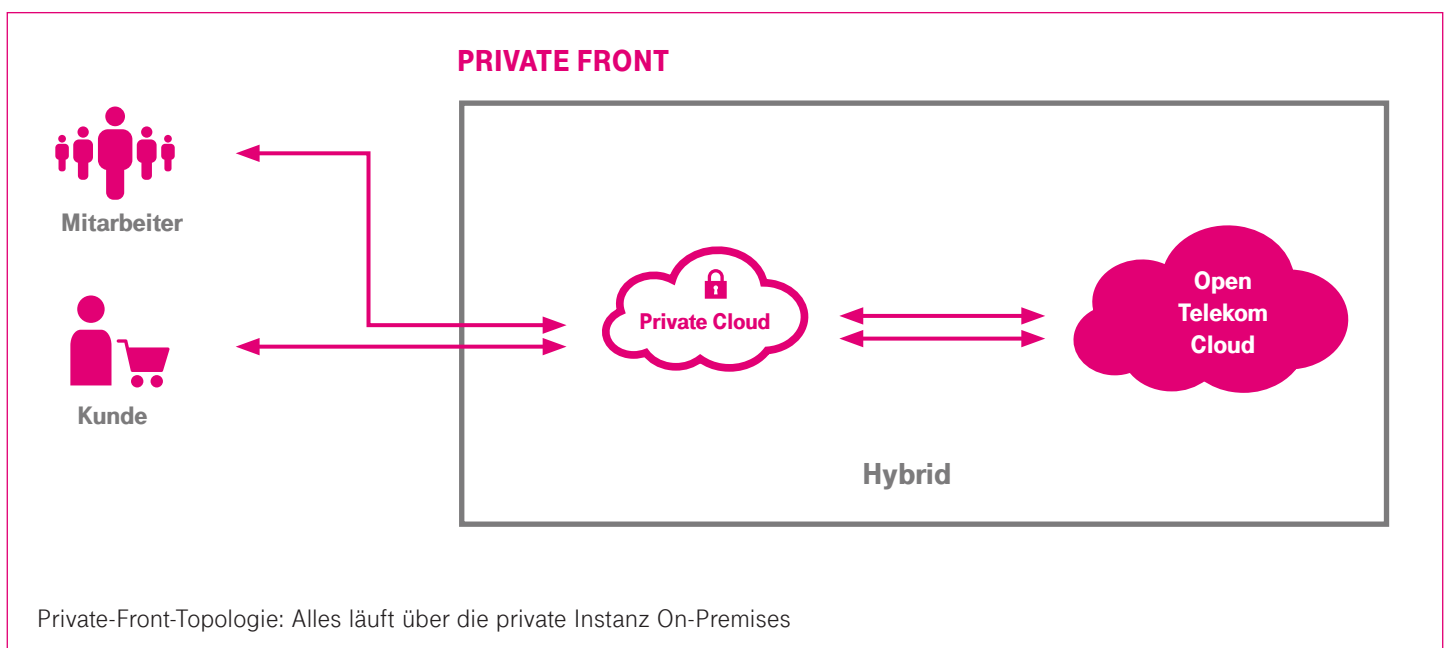 PRIVATE FRONT
Mitarbeiter
Kunde
Private Cloud
Open
Telekom
Cloud
Hybrid
Private-Front-Topologie: Alles läuft über die private Instanz On-Premises